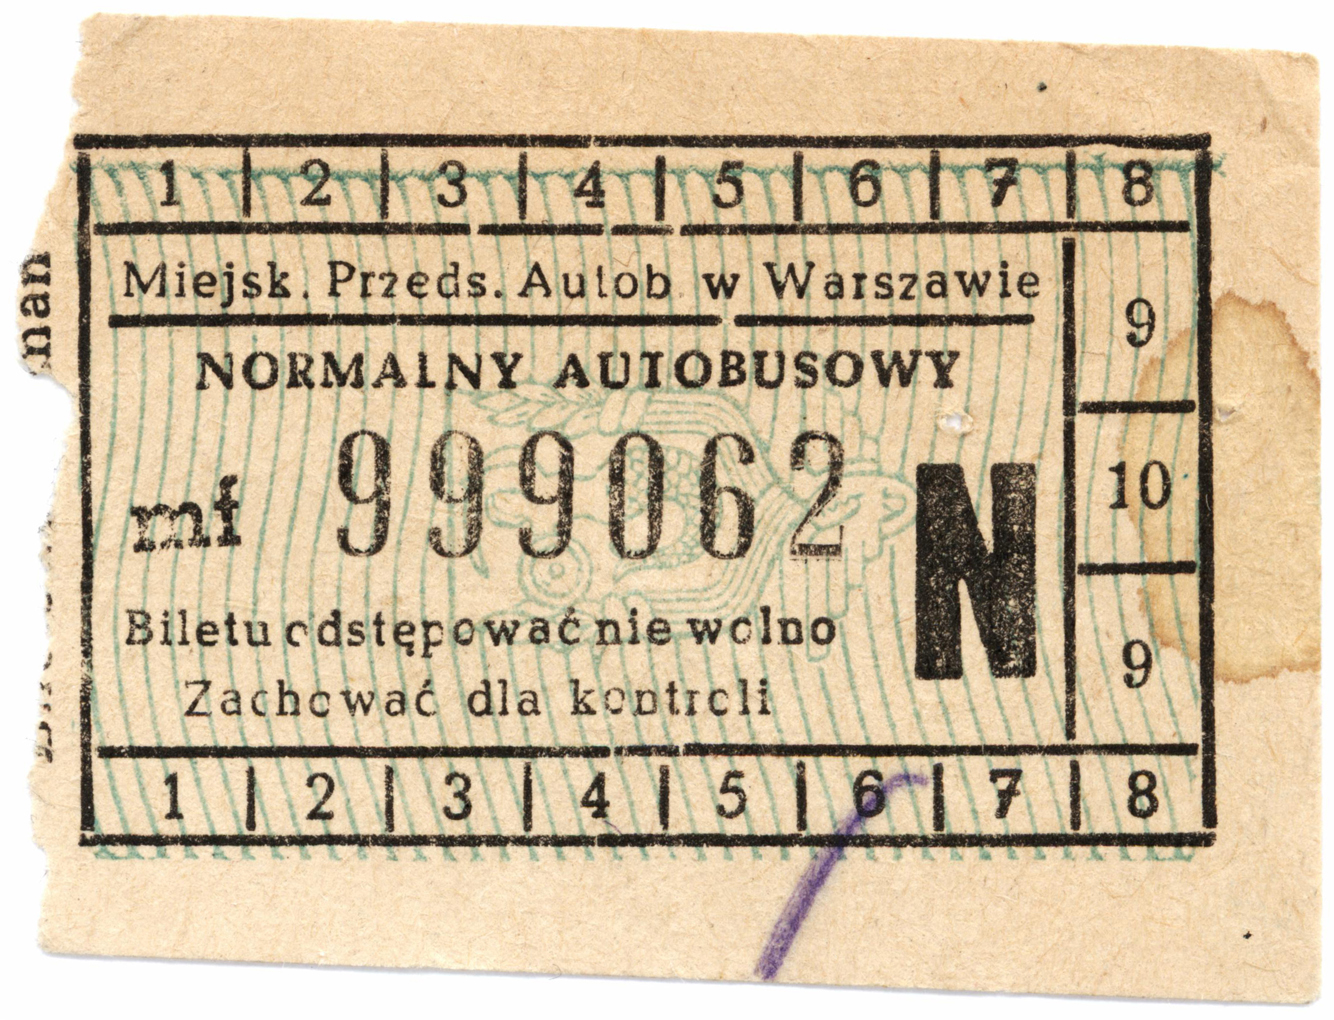 1 2 3 4 5 6 7 8
Miejsk. Przeds. Autob. w Warszawie
9
NORMALNY AUTOBUSOWY
mf 999062 N
10
Biletu odstępować nie wolno
9
Zachować dla kontroli
1 2 3 4 5 6 7 8
man